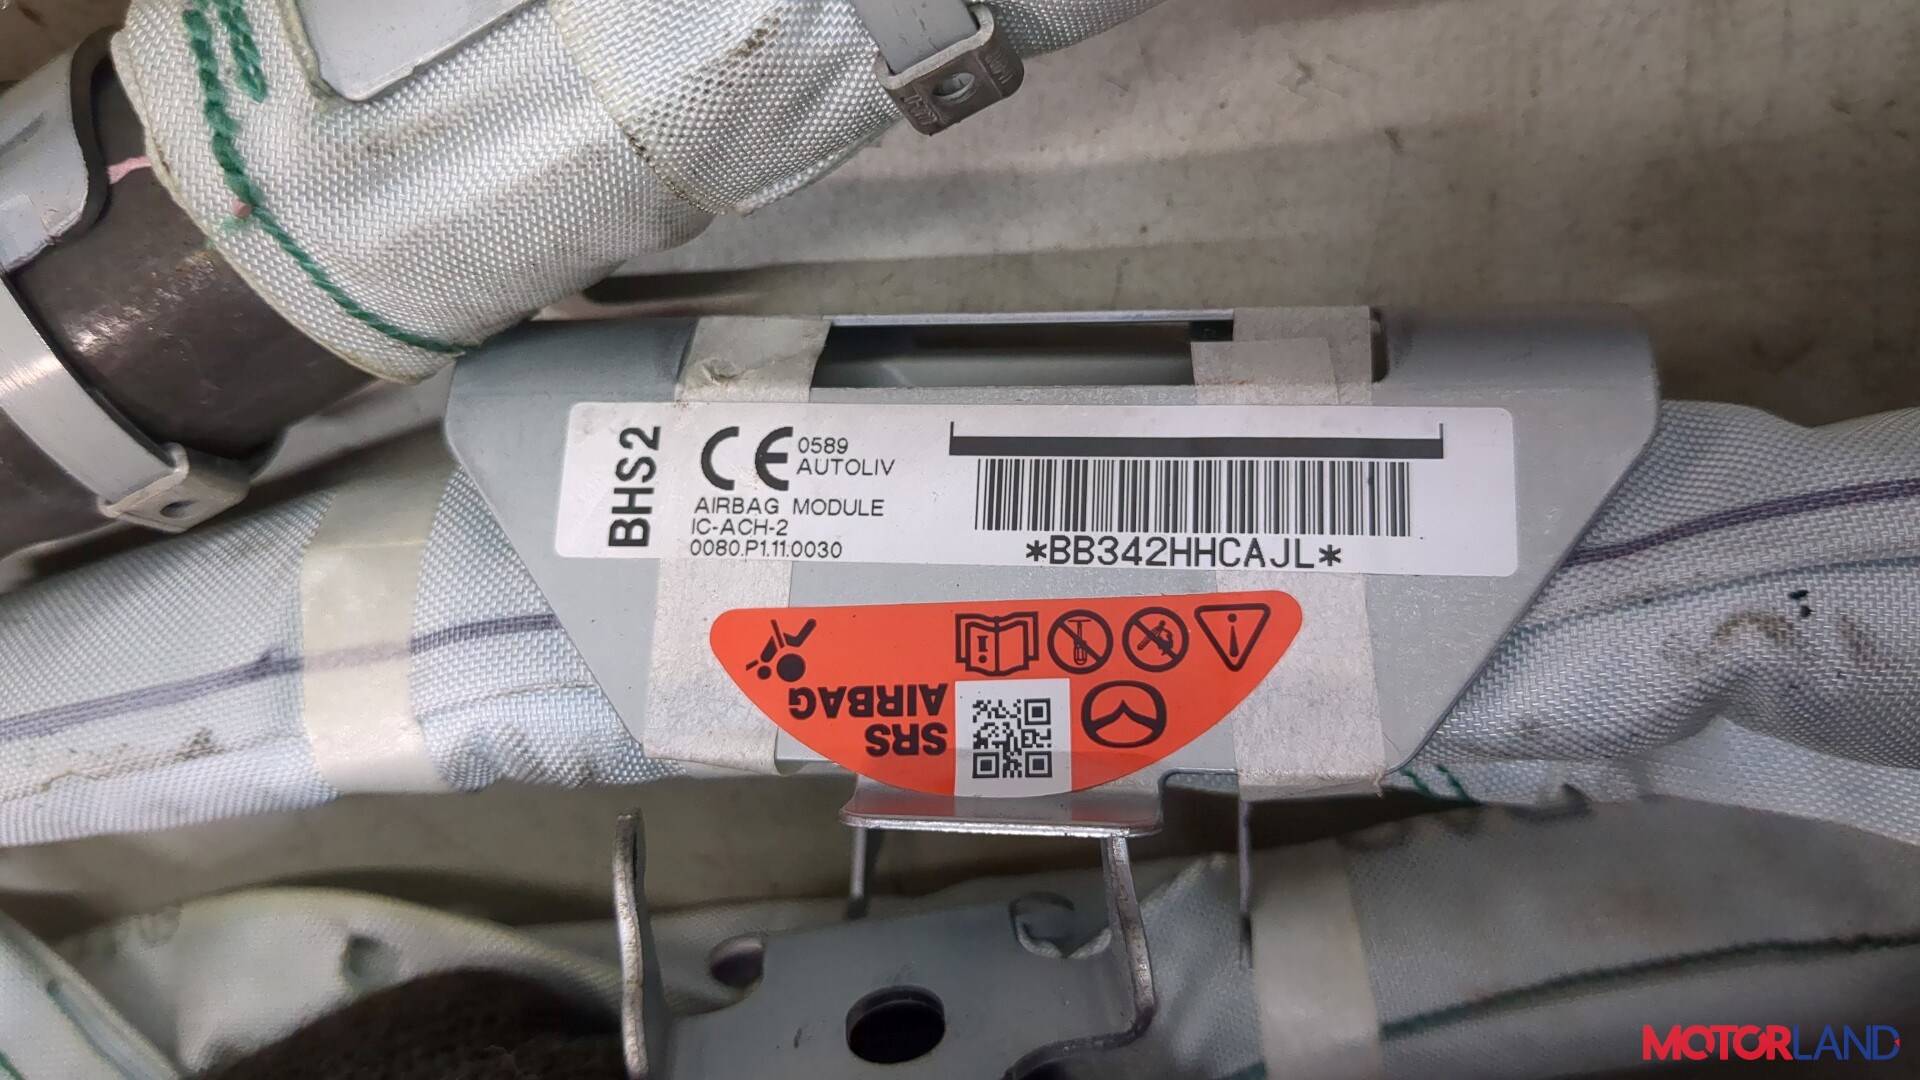 BHS2
CE 0589
AUTOLIV
AIRBAG MODULE
IC-ACH-2
0080.P1.11.0030
*BB342HHCAJL*
SRS
AIRBAG
MOTORLAND